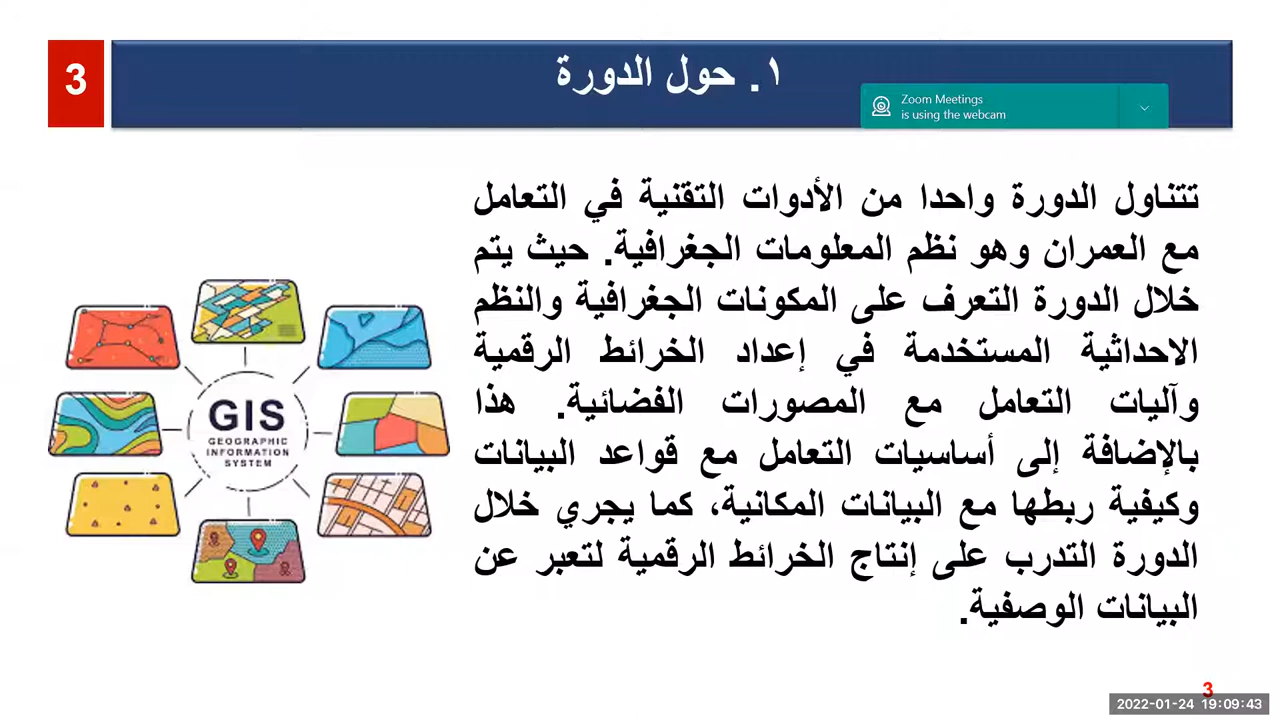 3
١. حول الدورة
Zoom Meetings
is using the webcam
تتناول الدورة واحدا من الأدوات التقنية في التعامل
مع العمران وهو نظم المعلومات الجغرافية. حيث يتم
خلال الدورة التعرف على المكونات الجغرافية والنظم
الاحداثية المستخدمة في إعداد الخرائط الرقمية
وآليات التعامل مع المصورات الفضائية. هذا
بالإضافة إلى أساسيات التعامل مع قواعد البيانات
وكيفية ربطها مع البيانات المكانية، كما يجري خلال
الدورة التدرب على إنتاج الخرائط الرقمية لتعبر عن
البيانات الوصفية.
GIS
GEOGRAPHIC
INFORMATION
SYSTEM
3
2022-01-24 19:09:43